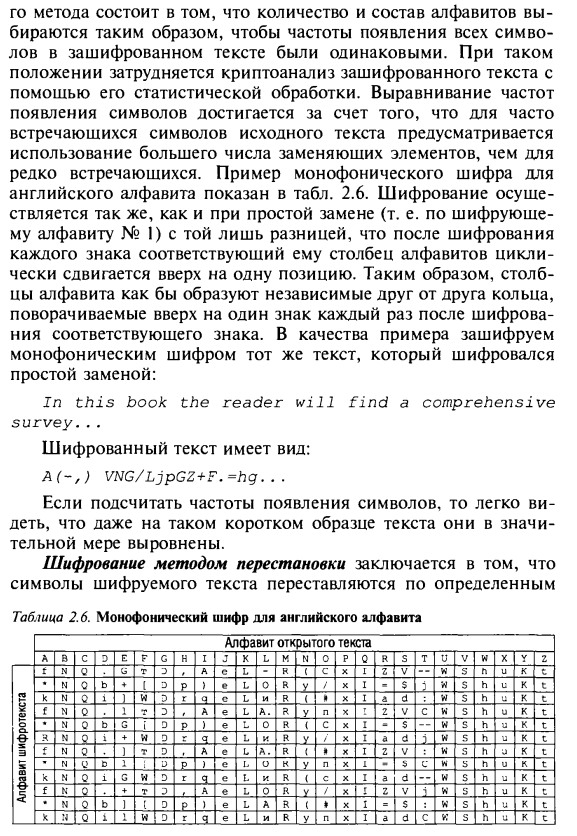 го метода состоит в том, что количество и состав алфавитов вы-
бираются таким образом, чтобы частоты появления всех симво-
лов в зашифрованном тексте были одинаковыми. При таком
положении затрудняется криптоанализ зашифрованного текста с
помощью его статистической обработки. Выравнивание частот
появления символов достигается за счет того, что для часто
встречающихся символов исходного текста предусматривается
использование большего числа заменяющих элементов, чем для
редко встречающихся. Пример монофонического шифра для
английского алфавита показан в табл. 2.6. Шифрование осуще-
ствляется так же, как и при простой замене (т. е. по шифрующе-
му алфавиту № 1) с той лишь разницей, что после шифрования
каждого знака соответствующий ему столбец алфавитов цикли-
чески сдвигается вверх на одну позицию. Таким образом, столб-
цы алфавита как бы образуют независимые друг от друга кольца,
поворачиваемые вверх на один знак каждый раз после шифрова-
ния соответствующего знака. В качества примера зашифруем
монофоническим шифром тот же текст, который шифровался
простой заменой:
In this book the reader will find a comprehensive
survey...
Шифрованный текст имеет вид:
A(-,) VNG/LjpGZ+F.=hg...
Если подсчитать частоты появления символов, то легко ви-
деть, что даже на таком коротком образце текста они в значи-
тельной мере выровнены.
Шифрование методом перестановки заключается в том, что
символы шифруемого текста переставляются по определенным
Таблица 2.6. Монофонический шифр для английского алфавита
Алфавит открытого текста
A B C D E F G H I J K L M N O P Q R S T U V W X Y Z
Алфавит шифротекста
f N Q . G T Э , A e L - R ( C x I Z V -- W S h u K t
* N Q b + [ D p ) e L O R y / x I = S j W S h u K t
k N Q i ] W D r q e L и R ( # x I a d : W S h u K t
f N Q . l T Э , A e L A. R y n x I Z V C W S h u K t
* N Q b G [ D p ) e L O R ( C x I = S -- W S h u K t
R N Q i + W D r q e L и R y / x I a d j W S h u K t
f N Q . ] T Э , A e L A. R ( # x I Z V : W S h u K t
* N Q b l ] D p ) e L O R y n x I = S C W S h u K t
k N Q i G W D r q e L и R ( c x I a d -- W S h u K t
f N Q . + T D , A e L O R y / x I Z V j W S h u K t
* N Q b ] [ D p ) e L A R ( # x I = S : W S h u K t
k N Q i l W D r q e L и R y n x I a d C W S h u K t